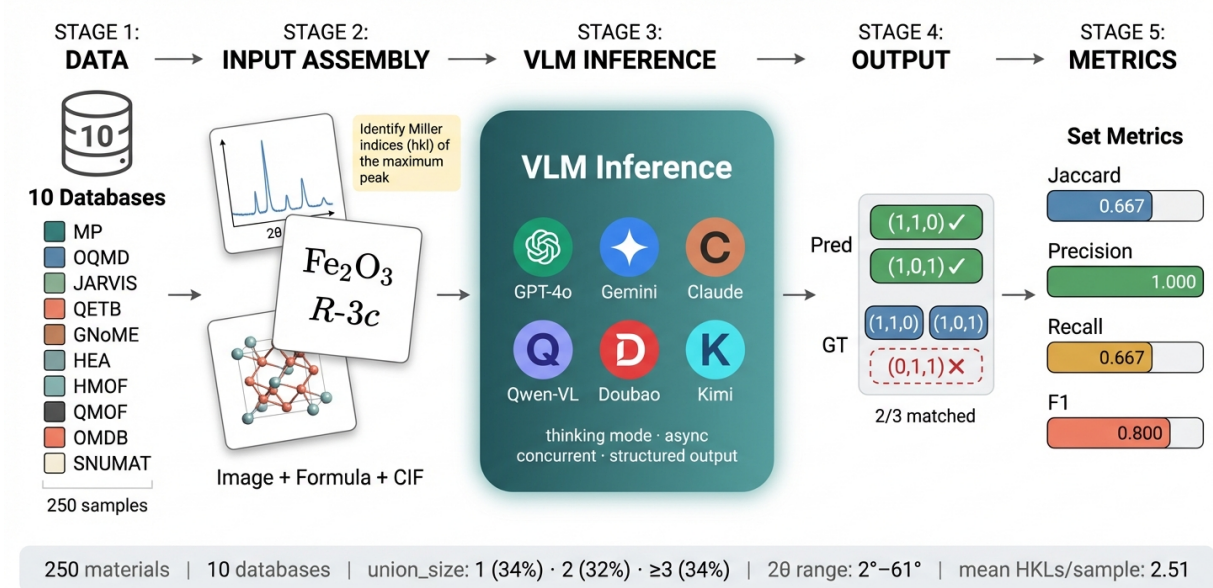 STAGE 1:
DATA
STAGE 2:
INPUT ASSEMBLY
STAGE 3:
VLM INFERENCE
STAGE 4:
OUTPUT
STAGE 5:
METRICS
10
10 Databases
MP
OQMD
JARVIS
QETB
GNoME
HEA
HMOF
QMOF
OMDB
SNUMAT
250 samples
2θ
Identify Miller
indices (hkl) of
the maximum
peak
Fe₂O₃
R-3c
Image + Formula + CIF
VLM Inference
GPT-4o
Gemini
C
Claude
Q
Qwen-VL
D
Doubao
K
Kimi
thinking mode · async
concurrent · structured output
Pred
(1,1,0) ✓
(1,0,1) ✓
GT
(1,1,0) (1,0,1)
(0,1,1) ✕
2/3 matched
Set Metrics
Jaccard
0.667
Precision
1.000
Recall
0.667
F1
0.800
250 materials | 10 databases | union_size: 1 (34%) · 2 (32%) · ≥3 (34%) | 2θ range: 2°–61° | mean HKLs/sample: 2.51